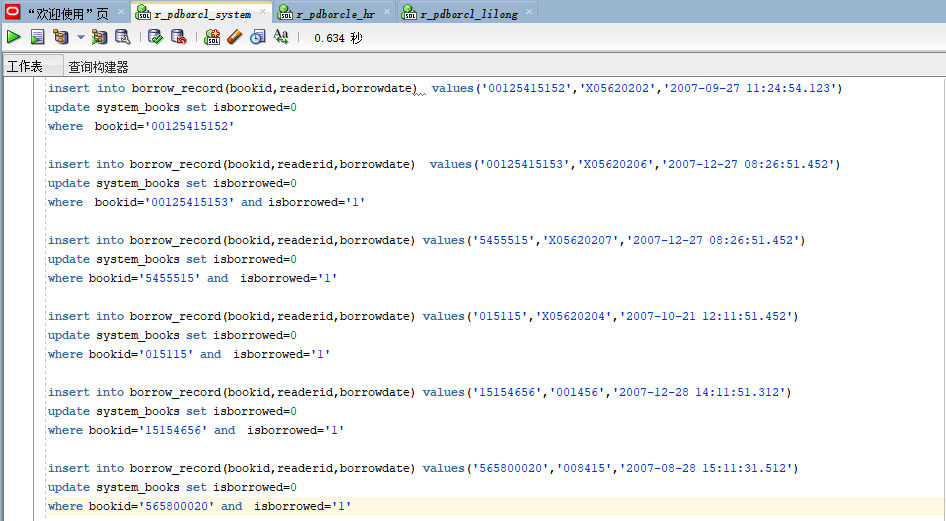 “欢迎使用”页 r_pdborcl_system r_pdborcle_hr r_pdborcl_lilong
SQL Aa 0.634 秒
工作表 查询构建器
insert into borrow_record(bookid,readerid,borrowdate) values('00125415152','X05620202','2007-09-27 11:24:54.123')
update system_books set isborrowed=0
where bookid='00125415152'
insert into borrow_record(bookid,readerid,borrowdate) values('00125415153','X05620206','2007-12-27 08:26:51.452')
update system_books set isborrowed=0
where bookid='00125415153' and isborrowed='1'
insert into borrow_record(bookid,readerid,borrowdate) values('5455515','X05620207','2007-12-27 08:26:51.452')
update system_books set isborrowed=0
where bookid='5455515' and isborrowed='1'
insert into borrow_record(bookid,readerid,borrowdate) values('015115','X05620204','2007-10-21 12:11:51.452')
update system_books set isborrowed=0
where bookid='015115' and isborrowed='1'
insert into borrow_record(bookid,readerid,borrowdate) values('15154656','001456','2007-12-28 14:11:51.312')
update system_books set isborrowed=0
where bookid='15154656' and isborrowed='1'
insert into borrow_record(bookid,readerid,borrowdate) values('565800020','008415','2007-08-28 15:11:31.512')
update system_books set isborrowed=0
where bookid='565800020' and isborrowed='1'